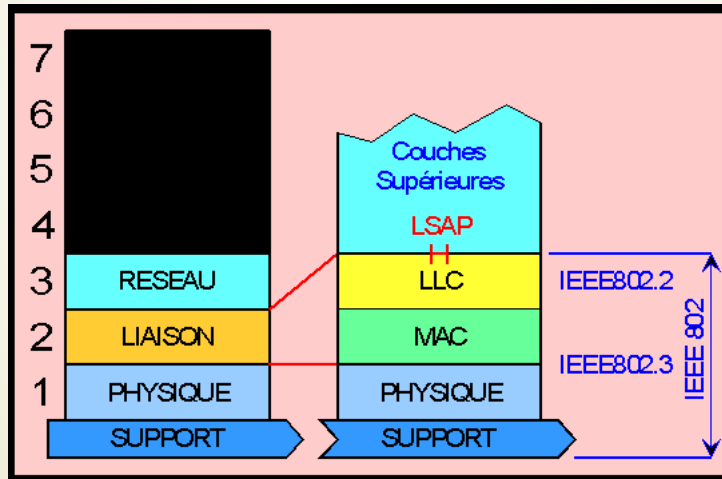 7
6
5
4
3
2
1
RESEAU
LIAISON
PHYSIQUE
SUPPORT
Couches
Supérieures
LSAP
LLC
MAC
PHYSIQUE
SUPPORT
IEEE802.2
IEEE802.3
IEEE 802